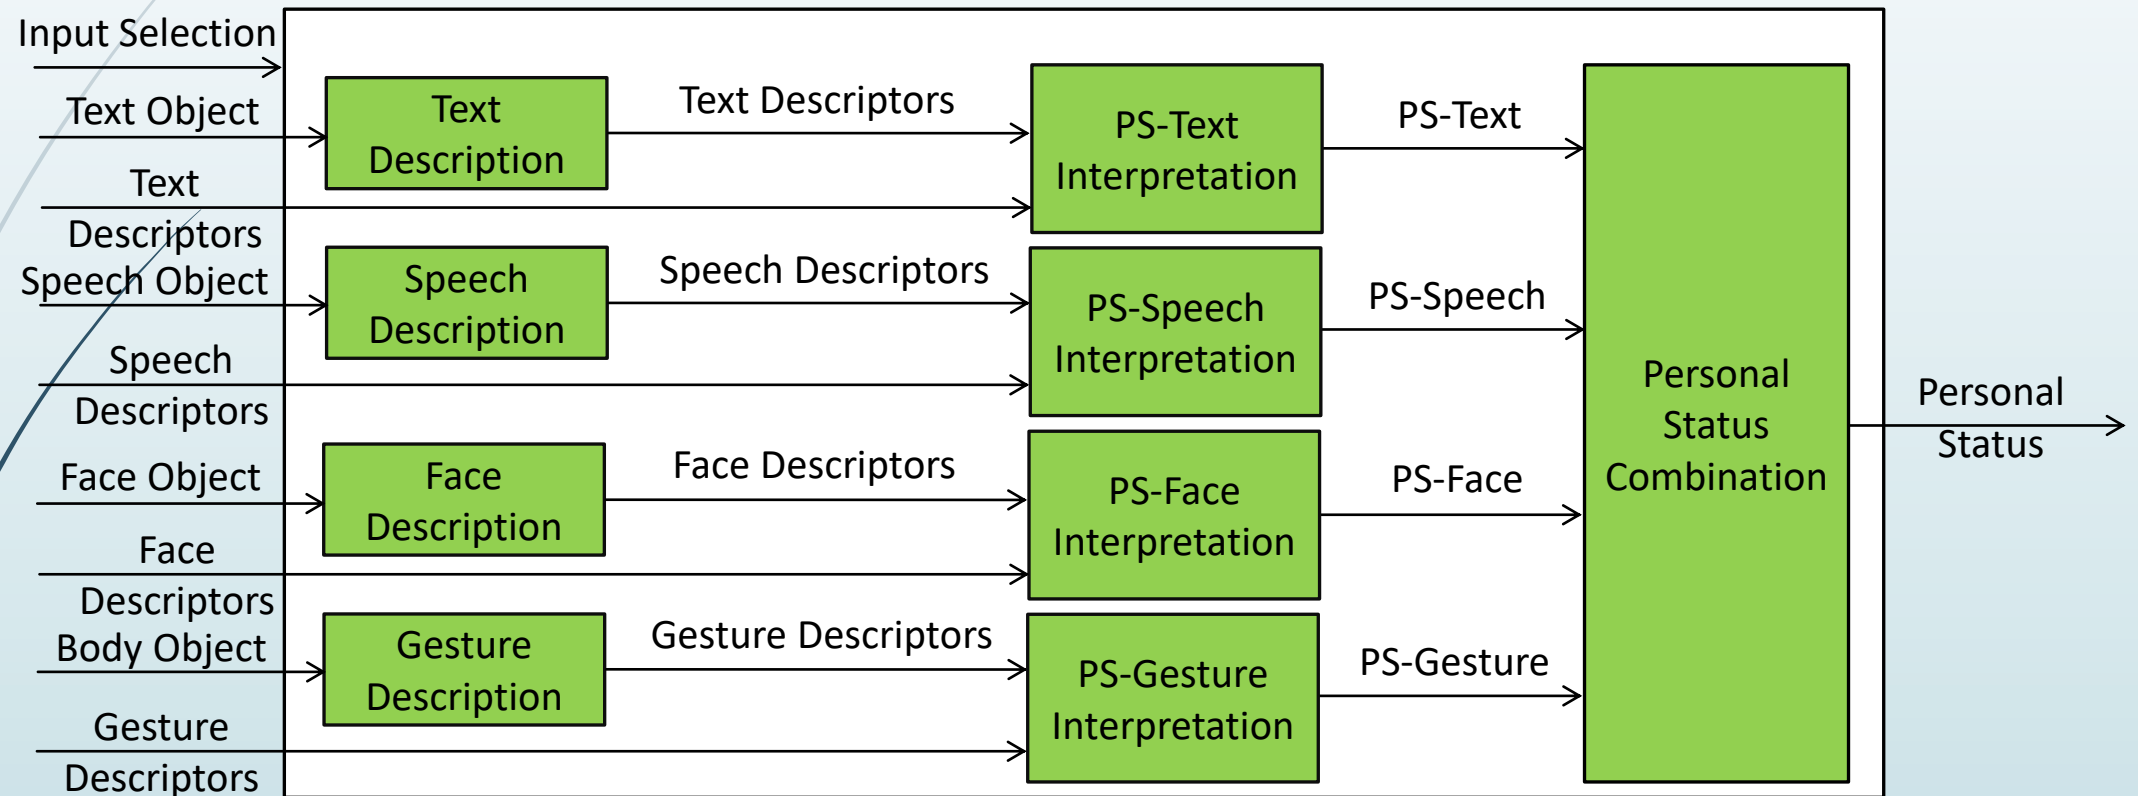 Input Selection
Text Object
Text
Descriptors
Speech Object
Speech
Descriptors
Face Object
Face
Descriptors
Body Object
Gesture
Descriptors
Text
Description
Speech
Description
Face
Description
Gesture
Description
Text Descriptors
Speech Descriptors
Face Descriptors
Gesture Descriptors
PS-Text
Interpretation
PS-Speech
Interpretation
PS-Face
Interpretation
PS-Gesture
Interpretation
PS-Text
PS-Speech
PS-Face
PS-Gesture
Personal
Status
Combination
Personal
Status